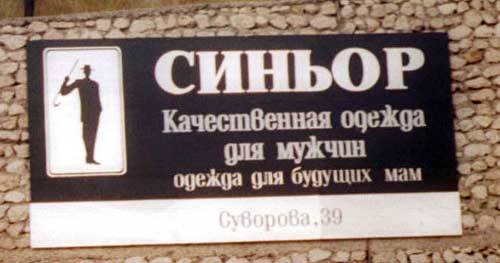 СИНЬОР
Качественная одежда
для мужчин
одежда для будущих мам
Суворова.39